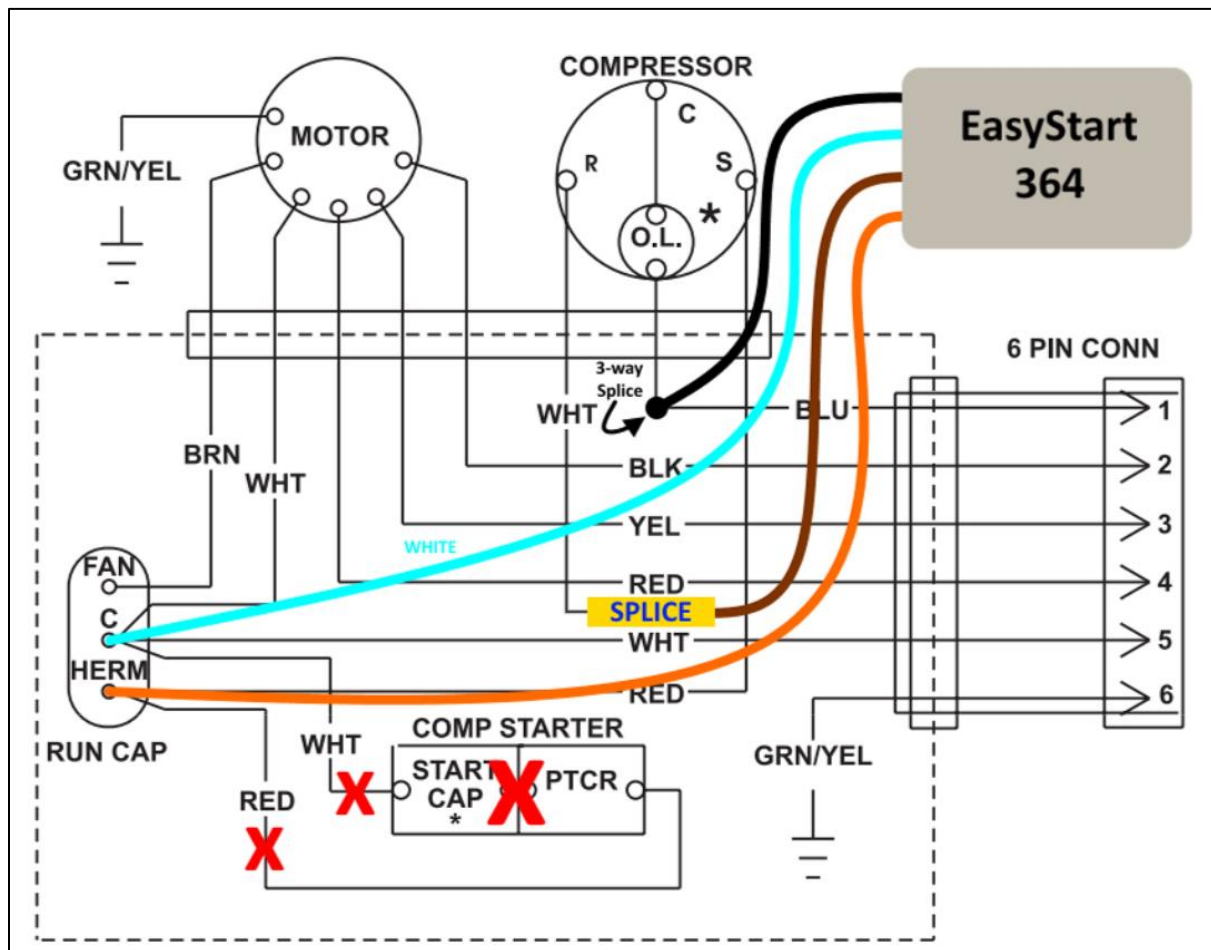 COMPRESSOR
EasyStart
364
MOTOR
C
R
S
*
O.L.
GRN/YEL
6 PIN CONN
3-way
Splice
WHT
BLU
1
BRN
WHT
BLK
2
YEL
3
WHITE
FAN
RED
4
C
SPLICE
WHT
5
HERM
RED
6
RUN CAP
WHT
COMP STARTER
GRN/YEL
START
CAP
*
PTCR
RED
X
X
X